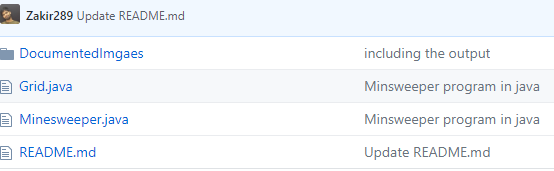 Zakir289 Update README.md
DocumentedImgaes including the output
Grid.java Minsweeper program in java
Minesweeper.java Minsweeper program in java
README.md Update README.md